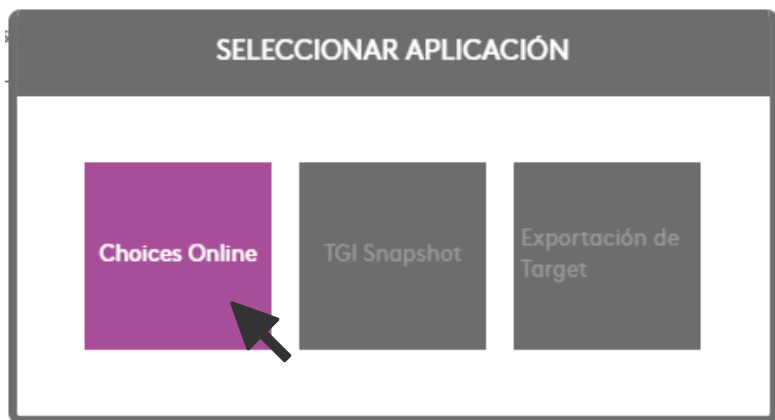 SELECCIONAR APLICACIÓN
Choices Online
TGI Snapshot
Exportación de
Target